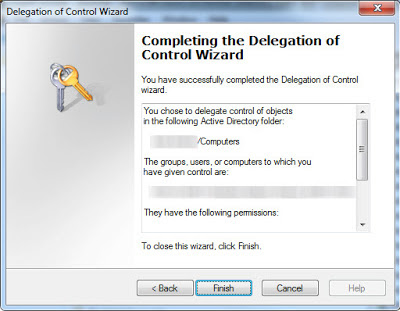 Delegation of Control Wizard
Completing the Delegation of
Control Wizard
You have successfully completed the Delegation of Control
wizard.
You chose to delegate control of objects
in the following Active Directory folder:
/Computers
The groups, users, or computers to which you
have given control are:
They have the following permissions:
To close this wizard, click Finish.
< Back
Finish
Cancel
Help